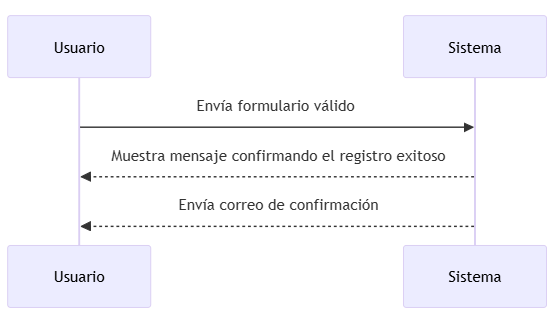 Usuario
Sistema
Envía formulario válido
Muestra mensaje confirmando el registro exitoso
Envía correo de confirmación
Usuario
Sistema